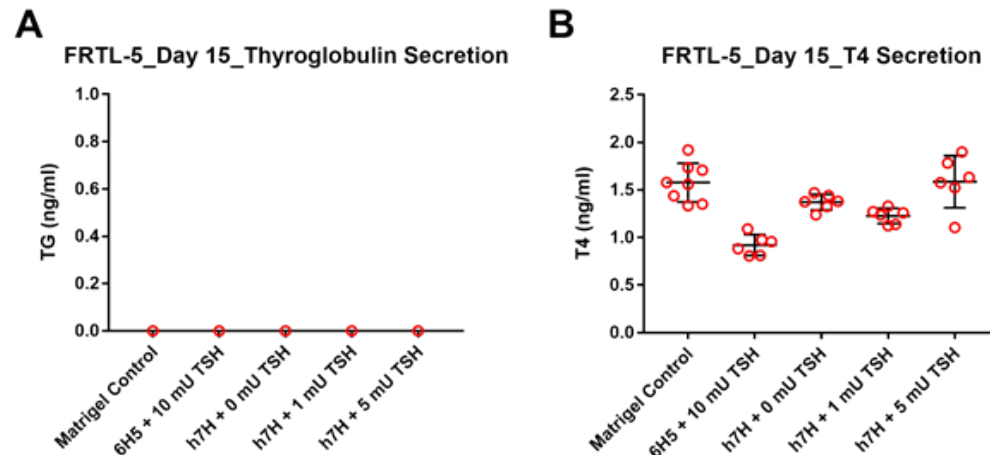 A
FRTL-5_Day 15_Thyroglobulin Secretion
TG (ng/ml)
1.0
0.8
0.6
0.4
0.2
0.0
Matrigel Control
6H5 + 10 mU TSH
h7H + 0 mU TSH
h7H + 1 mU TSH
h7H + 5 mU TSH
B
FRTL-5_Day 15_T4 Secretion
T4 (ng/ml)
2.5
2.0
1.5
1.0
0.5
0.0
Matrigel Control
6H5 + 10 mU TSH
h7H + 0 mU TSH
h7H + 1 mU TSH
h7H + 5 mU TSH